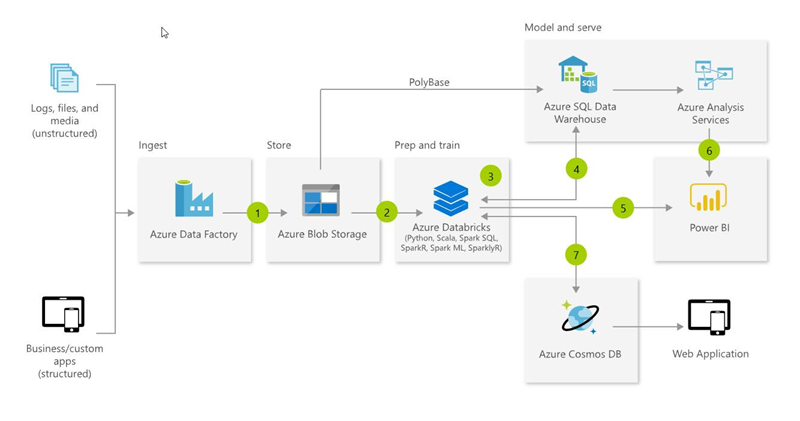 Model and serve
PolyBase
Logs, files, and
media
(unstructured)
SQL
Azure SQL Data
Warehouse
Azure Analysis
Services
Ingest
Store
Prep and train
3
4
6
1
2
5
Azure Data Factory
Azure Blob Storage
Azure Databricks
(Python, Scala, Spark SQL,
SparkR, Spark ML, SparklyR)
Power BI
7
Business/custom
apps
(structured)
Azure Cosmos DB
Web Application